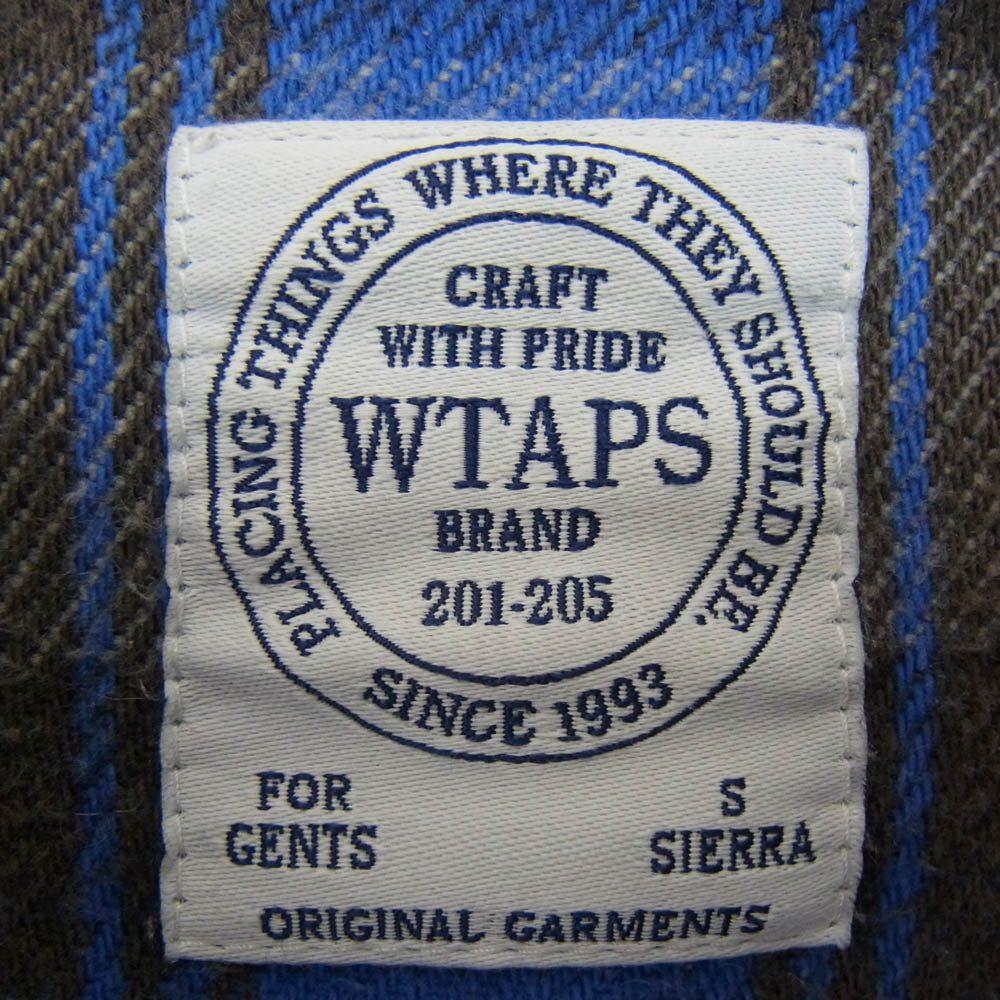 PLACING THINGS WHERE THEY SHOULD BE.
CRAFT
WITH PRIDE
WTAPS
BRAND
201-205
SINCE 1993
FOR
GENTS
S
SIERRA
ORIGINAL GARMENTS